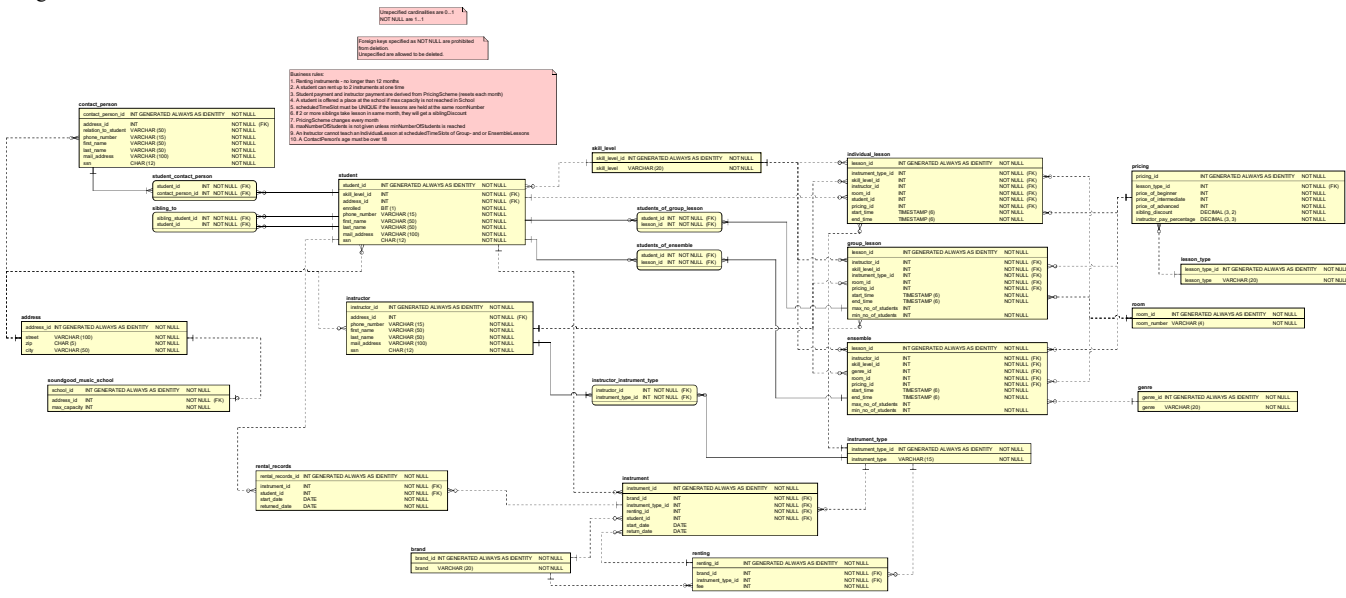 Unspecified cardinalities are 0...1
NOT NULL are 1...1
Foreign keys specified as NOT NULL are prohibited
from deletion.
Unspecified are allowed to be deleted.
Business rules:
1. Renting instruments - no longer than 12 months
2. A student can rent up to 2 instruments at one time
3. Student payment and instructor payment are derived from PricingScheme (resets each month)
4. A student is offered a place at the school if max capacity is not reached in School
5. scheduledTimeSlot must be UNIQUE if the lessons are held at the same roomNumber
6. If 2 or more siblings take lesson in same month, they will get a siblingDiscount
7. PricingScheme changes every month
8. maxNumberOfStudents is not given unless minNumberOfStudents is reached
9. An Instructor cannot teach an IndividualLesson at scheduledTimeSlots of Group- and or EnsembleLessons
10. A ContactPerson's age must be over 18
contact_person
contact_person_id INT GENERATED ALWAYS AS IDENTITY NOT NULL
address_id INT NOT NULL (FK)
relation_to_student VARCHAR (50) NOT NULL
phone_number VARCHAR (15) NOT NULL
first_name VARCHAR (50) NOT NULL
last_name VARCHAR (50) NOT NULL
mail_address VARCHAR (100) NOT NULL
ssn CHAR (12) NOT NULL
student_contact_person
student_id INT NOT NULL (FK)
contact_person_id INT NOT NULL (FK)
sibling_to
sibling_student_id INT NOT NULL (FK)
student_id INT NOT NULL (FK)
student
student_id INT GENERATED ALWAYS AS IDENTITY NOT NULL
skill_level_id INT NOT NULL (FK)
address_id INT NOT NULL (FK)
enrolled BIT (1) NOT NULL
phone_number VARCHAR (15) NOT NULL
first_name VARCHAR (50) NOT NULL
last_name VARCHAR (50) NOT NULL
mail_address VARCHAR (100) NOT NULL
ssn CHAR (12) NOT NULL
skill_level
skill_level_id INT GENERATED ALWAYS AS IDENTITY NOT NULL
skill_level VARCHAR (20) NOT NULL
students_of_group_lesson
student_id INT NOT NULL (FK)
lesson_id INT NOT NULL (FK)
students_of_ensemble
student_id INT NOT NULL (FK)
lesson_id INT NOT NULL (FK)
individual_lesson
lesson_id INT GENERATED ALWAYS AS IDENTITY NOT NULL
instrument_type_id INT NOT NULL (FK)
skill_level_id INT NOT NULL (FK)
instructor_id INT NOT NULL (FK)
room_id INT NOT NULL (FK)
student_id INT NOT NULL (FK)
pricing_id INT NOT NULL (FK)
start_time TIMESTAMP (6) NOT NULL
end_time TIMESTAMP (6) NOT NULL
pricing
pricing_id INT GENERATED ALWAYS AS IDENTITY NOT NULL
lesson_type_id INT NOT NULL (FK)
price_of_beginner INT NOT NULL
price_of_intermediate INT NOT NULL
price_of_advanced INT NOT NULL
sibling_discount DECIMAL (3, 2) NOT NULL
instructor_pay_percentage DECIMAL (3, 3) NOT NULL
group_lesson
lesson_id INT GENERATED ALWAYS AS IDENTITY NOT NULL
instructor_id INT NOT NULL (FK)
skill_level_id INT NOT NULL (FK)
instrument_type_id INT NOT NULL (FK)
room_id INT NOT NULL (FK)
pricing_id INT NOT NULL (FK)
start_time TIMESTAMP (6) NOT NULL
end_time TIMESTAMP (6) NOT NULL
max_no_of_students INT
min_no_of_students INT NOT NULL
lesson_type
lesson_type_id INT GENERATED ALWAYS AS IDENTITY NOT NULL
lesson_type VARCHAR (20) NOT NULL
room
room_id INT GENERATED ALWAYS AS IDENTITY NOT NULL
room_number VARCHAR (4) NOT NULL
instructor
instructor_id INT GENERATED ALWAYS AS IDENTITY NOT NULL
address_id INT NOT NULL (FK)
phone_number VARCHAR (15) NOT NULL
first_name VARCHAR (50) NOT NULL
last_name VARCHAR (50) NOT NULL
mail_address VARCHAR (100) NOT NULL
ssn CHAR (12) NOT NULL
address
address_id INT GENERATED ALWAYS AS IDENTITY NOT NULL
street VARCHAR (100) NOT NULL
zip CHAR (5) NOT NULL
city VARCHAR (50) NOT NULL
soundgood_music_school
school_id INT GENERATED ALWAYS AS IDENTITY NOT NULL
address_id INT NOT NULL (FK)
max_capacity INT NOT NULL
instructor_instrument_type
instructor_id INT NOT NULL (FK)
instrument_type_id INT NOT NULL (FK)
ensemble
lesson_id INT GENERATED ALWAYS AS IDENTITY NOT NULL
instructor_id INT NOT NULL (FK)
skill_level_id INT NOT NULL (FK)
genre_id INT NOT NULL (FK)
room_id INT NOT NULL (FK)
pricing_id INT NOT NULL (FK)
start_time TIMESTAMP (6) NOT NULL
end_time TIMESTAMP (6) NOT NULL
max_no_of_students INT
min_no_of_students INT NOT NULL
genre
genre_id INT GENERATED ALWAYS AS IDENTITY NOT NULL
genre VARCHAR (20) NOT NULL
instrument_type
instrument_type_id INT GENERATED ALWAYS AS IDENTITY NOT NULL
instrument_type VARCHAR (15) NOT NULL
rental_records
rental_records_id INT GENERATED ALWAYS AS IDENTITY NOT NULL
instrument_id INT NOT NULL (FK)
student_id INT NOT NULL (FK)
start_date DATE NOT NULL
returned_date DATE NOT NULL
instrument
instrument_id INT GENERATED ALWAYS AS IDENTITY NOT NULL
brand_id INT NOT NULL (FK)
instrument_type_id INT NOT NULL (FK)
renting_id INT NOT NULL (FK)
student_id INT NOT NULL (FK)
start_date DATE
return_date DATE
brand
brand_id INT GENERATED ALWAYS AS IDENTITY NOT NULL
brand VARCHAR (20) NOT NULL
renting
renting_id INT GENERATED ALWAYS AS IDENTITY NOT NULL
brand_id INT NOT NULL (FK)
instrument_type_id INT NOT NULL (FK)
fee INT NOT NULL